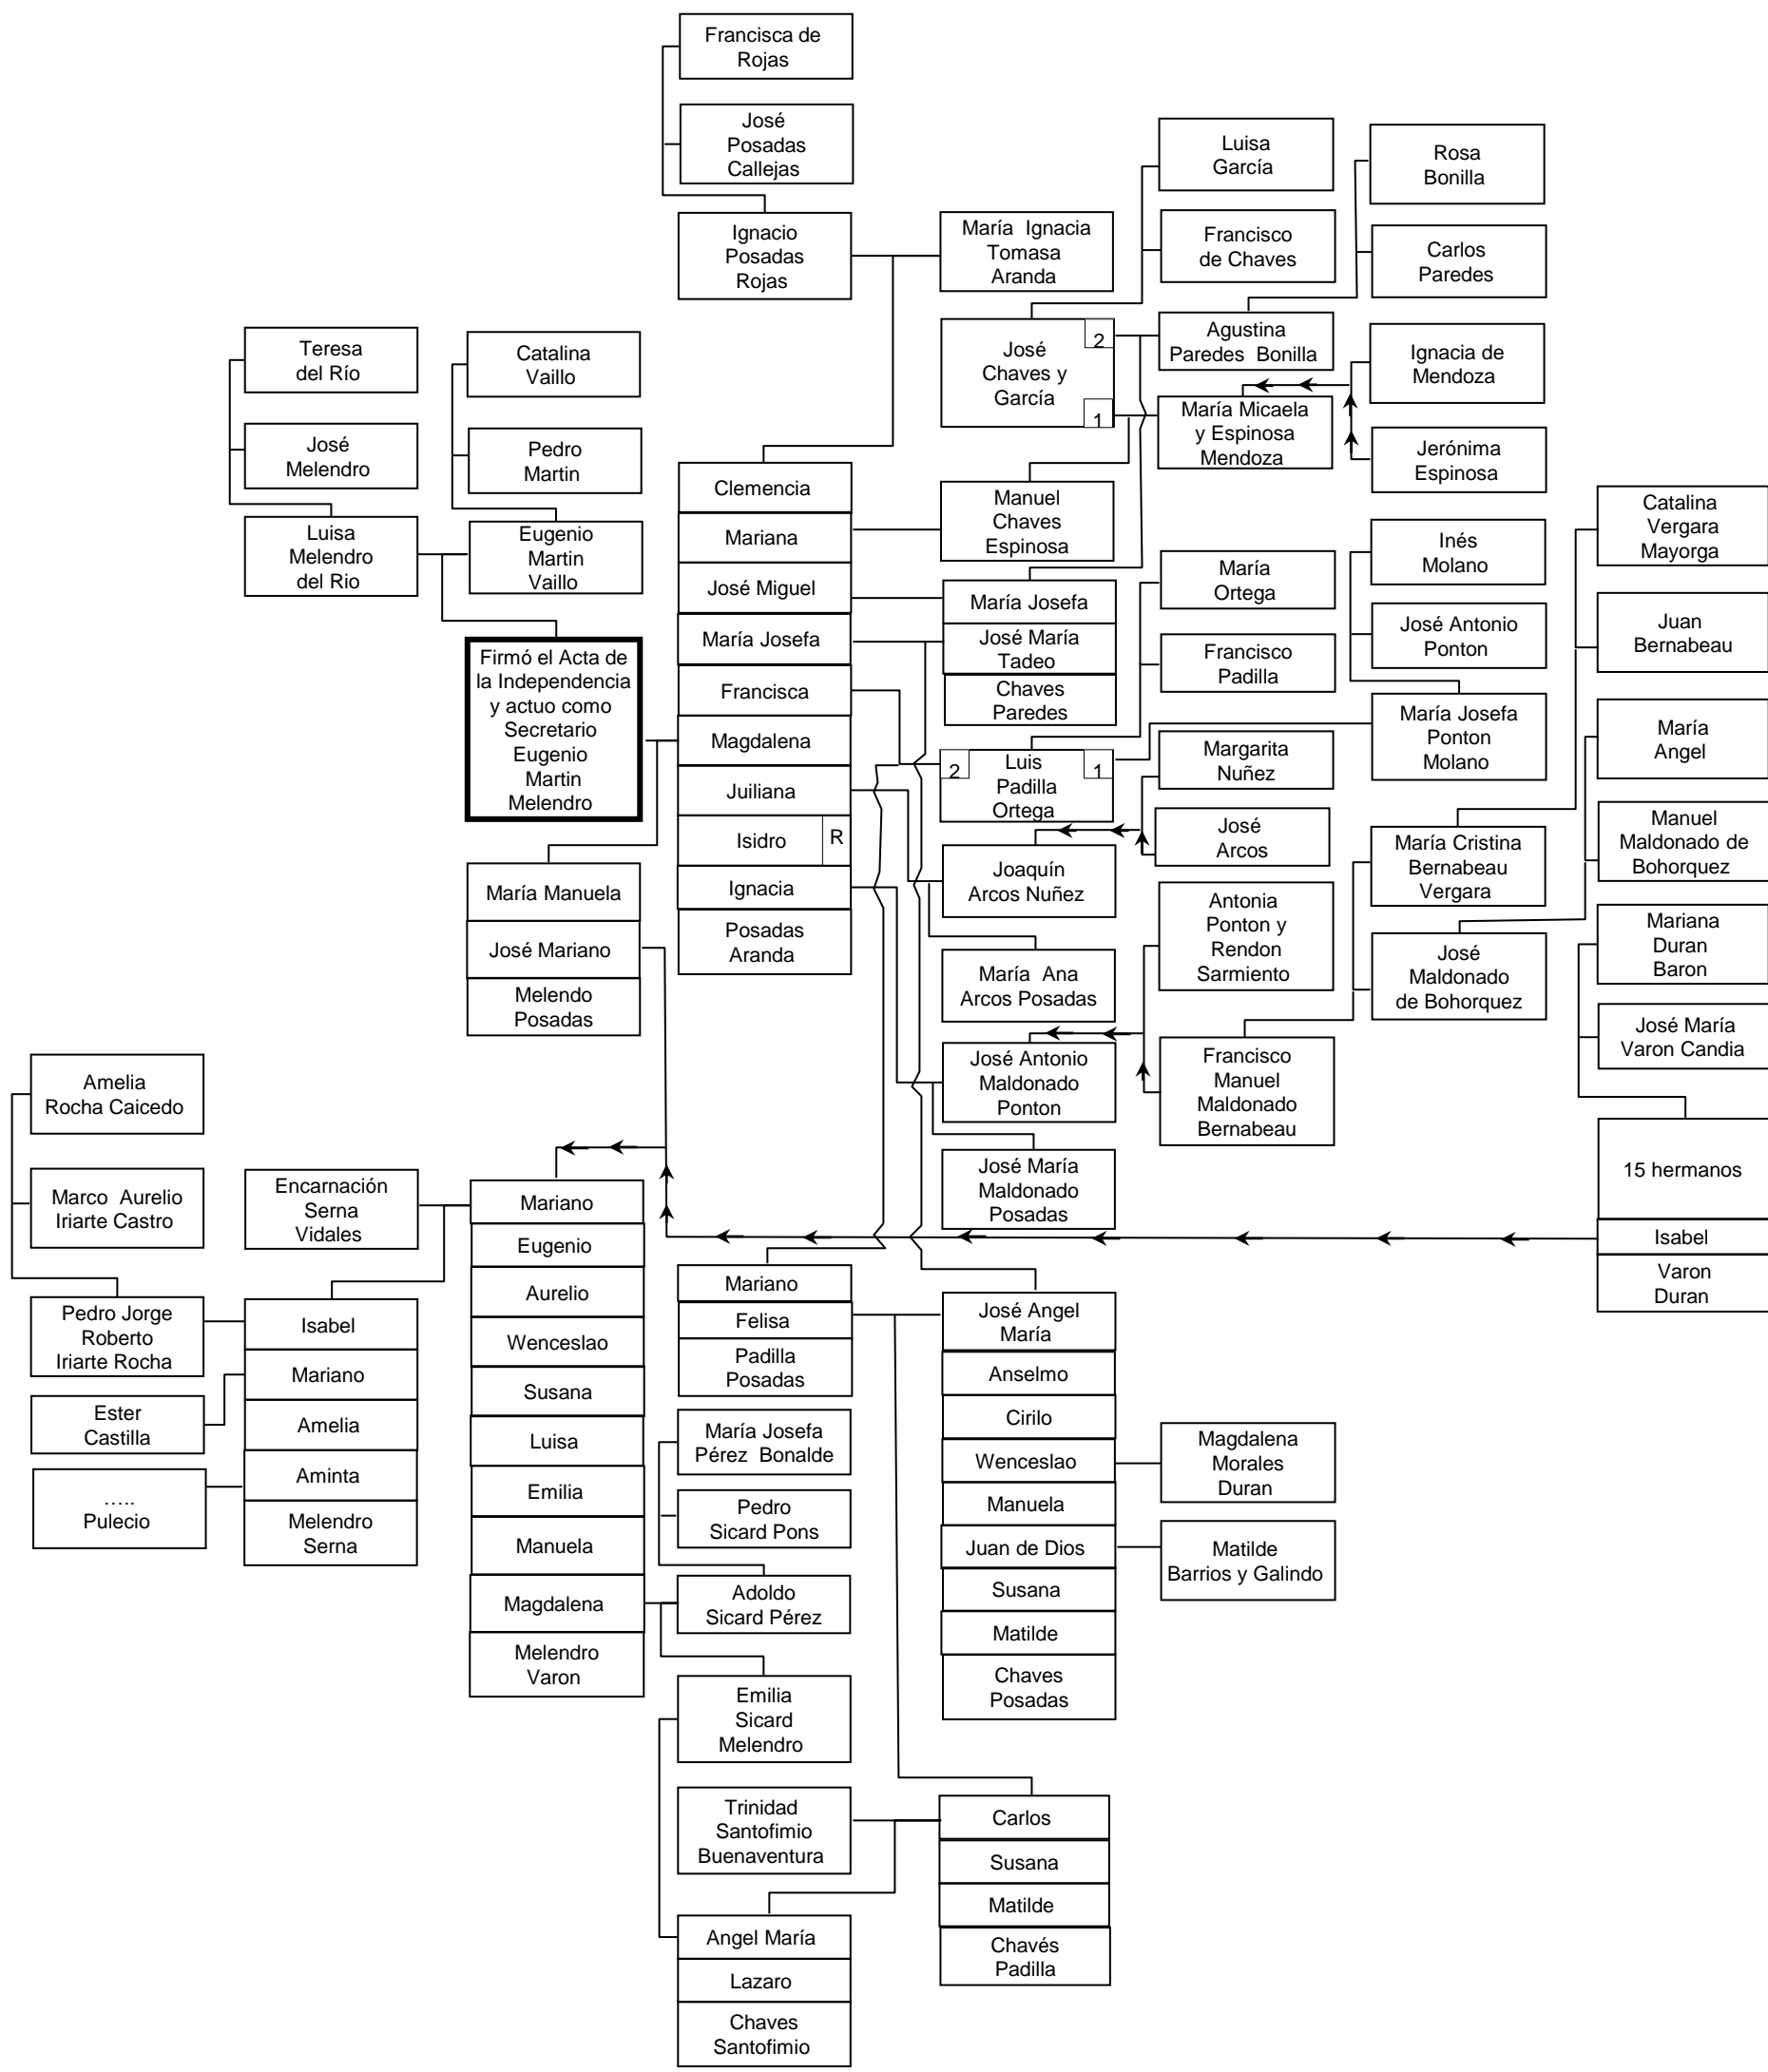 Francisca de
Rojas
José
Posadas
Callejas
Ignacio
Posadas
Rojas
María Ignacia
Tomasa
Aranda
Luisa
García
Francisco
de Chaves
Rosa
Bonilla
Carlos
Paredes
José
Chaves y
García
2
1
Agustina
Paredes Bonilla
María Micaela
y Espinosa
Mendoza
Ignacia de
Mendoza
Jerónima
Espinosa
Teresa
del Río
José
Melendro
Luisa
Melendro
del Rio
Catalina
Vaillo
Pedro
Martin
Eugenio
Martin
Vaillo
Firmó el Acta de
la Independencia
y actuo como
Secretario
Eugenio
Martin
Melendro
Clemencia
Mariana
José Miguel
María Josefa
Francisca
Magdalena
Juiliana
Isidro
R
Ignacia
Posadas
Aranda
Manuel
Chaves
Espinosa
María Josefa
José María
Tadeo
Chaves
Paredes
2
Luis
Padilla
Ortega
1
Joaquín
Arcos Nuñez
María Ana
Arcos Posadas
José Antonio
Maldonado
Ponton
José María
Maldonado
Posadas
María
Ortega
Francisco
Padilla
Margarita
Nuñez
José
Arcos
Antonia
Ponton y
Rendon
Sarmiento
Francisco
Manuel
Maldonado
Bernabeau
Inés
Molano
José Antonio
Ponton
María Josefa
Ponton
Molano
María Cristina
Bernabeau
Vergara
José
Maldonado
de Bohorquez
Catalina
Vergara
Mayorga
Juan
Bernabeau
María
Angel
Manuel
Maldonado de
Bohorquez
Mariana
Duran
Baron
José María
Varon Candia
15 hermanos
Isabel
Varon
Duran
María Manuela
José Mariano
Melendo
Posadas
Amelia
Rocha Caicedo
Marco Aurelio
Iriarte Castro
Pedro Jorge
Roberto
Iriarte Rocha
Ester
Castilla
…..
Pulecio
Encarnación
Serna
Vidales
Isabel
Mariano
Amelia
Aminta
Melendro
Serna
Mariano
Eugenio
Aurelio
Wenceslao
Susana
Luisa
Emilia
Manuela
Magdalena
Melendro
Varon
Mariano
Felisa
Padilla
Posadas
María Josefa
Pérez Bonalde
Pedro
Sicard Pons
Adoldo
Sicard Pérez
Emilia
Sicard
Melendro
Trinidad
Santofimio
Buenaventura
Angel María
Lazaro
Chaves
Santofimio
José Angel
María
Anselmo
Cirilo
Wenceslao
Manuela
Juan de Dios
Susana
Matilde
Chaves
Posadas
Magdalena
Morales
Duran
Matilde
Barrios y Galindo
Carlos
Susana
Matilde
Chavés
Padilla